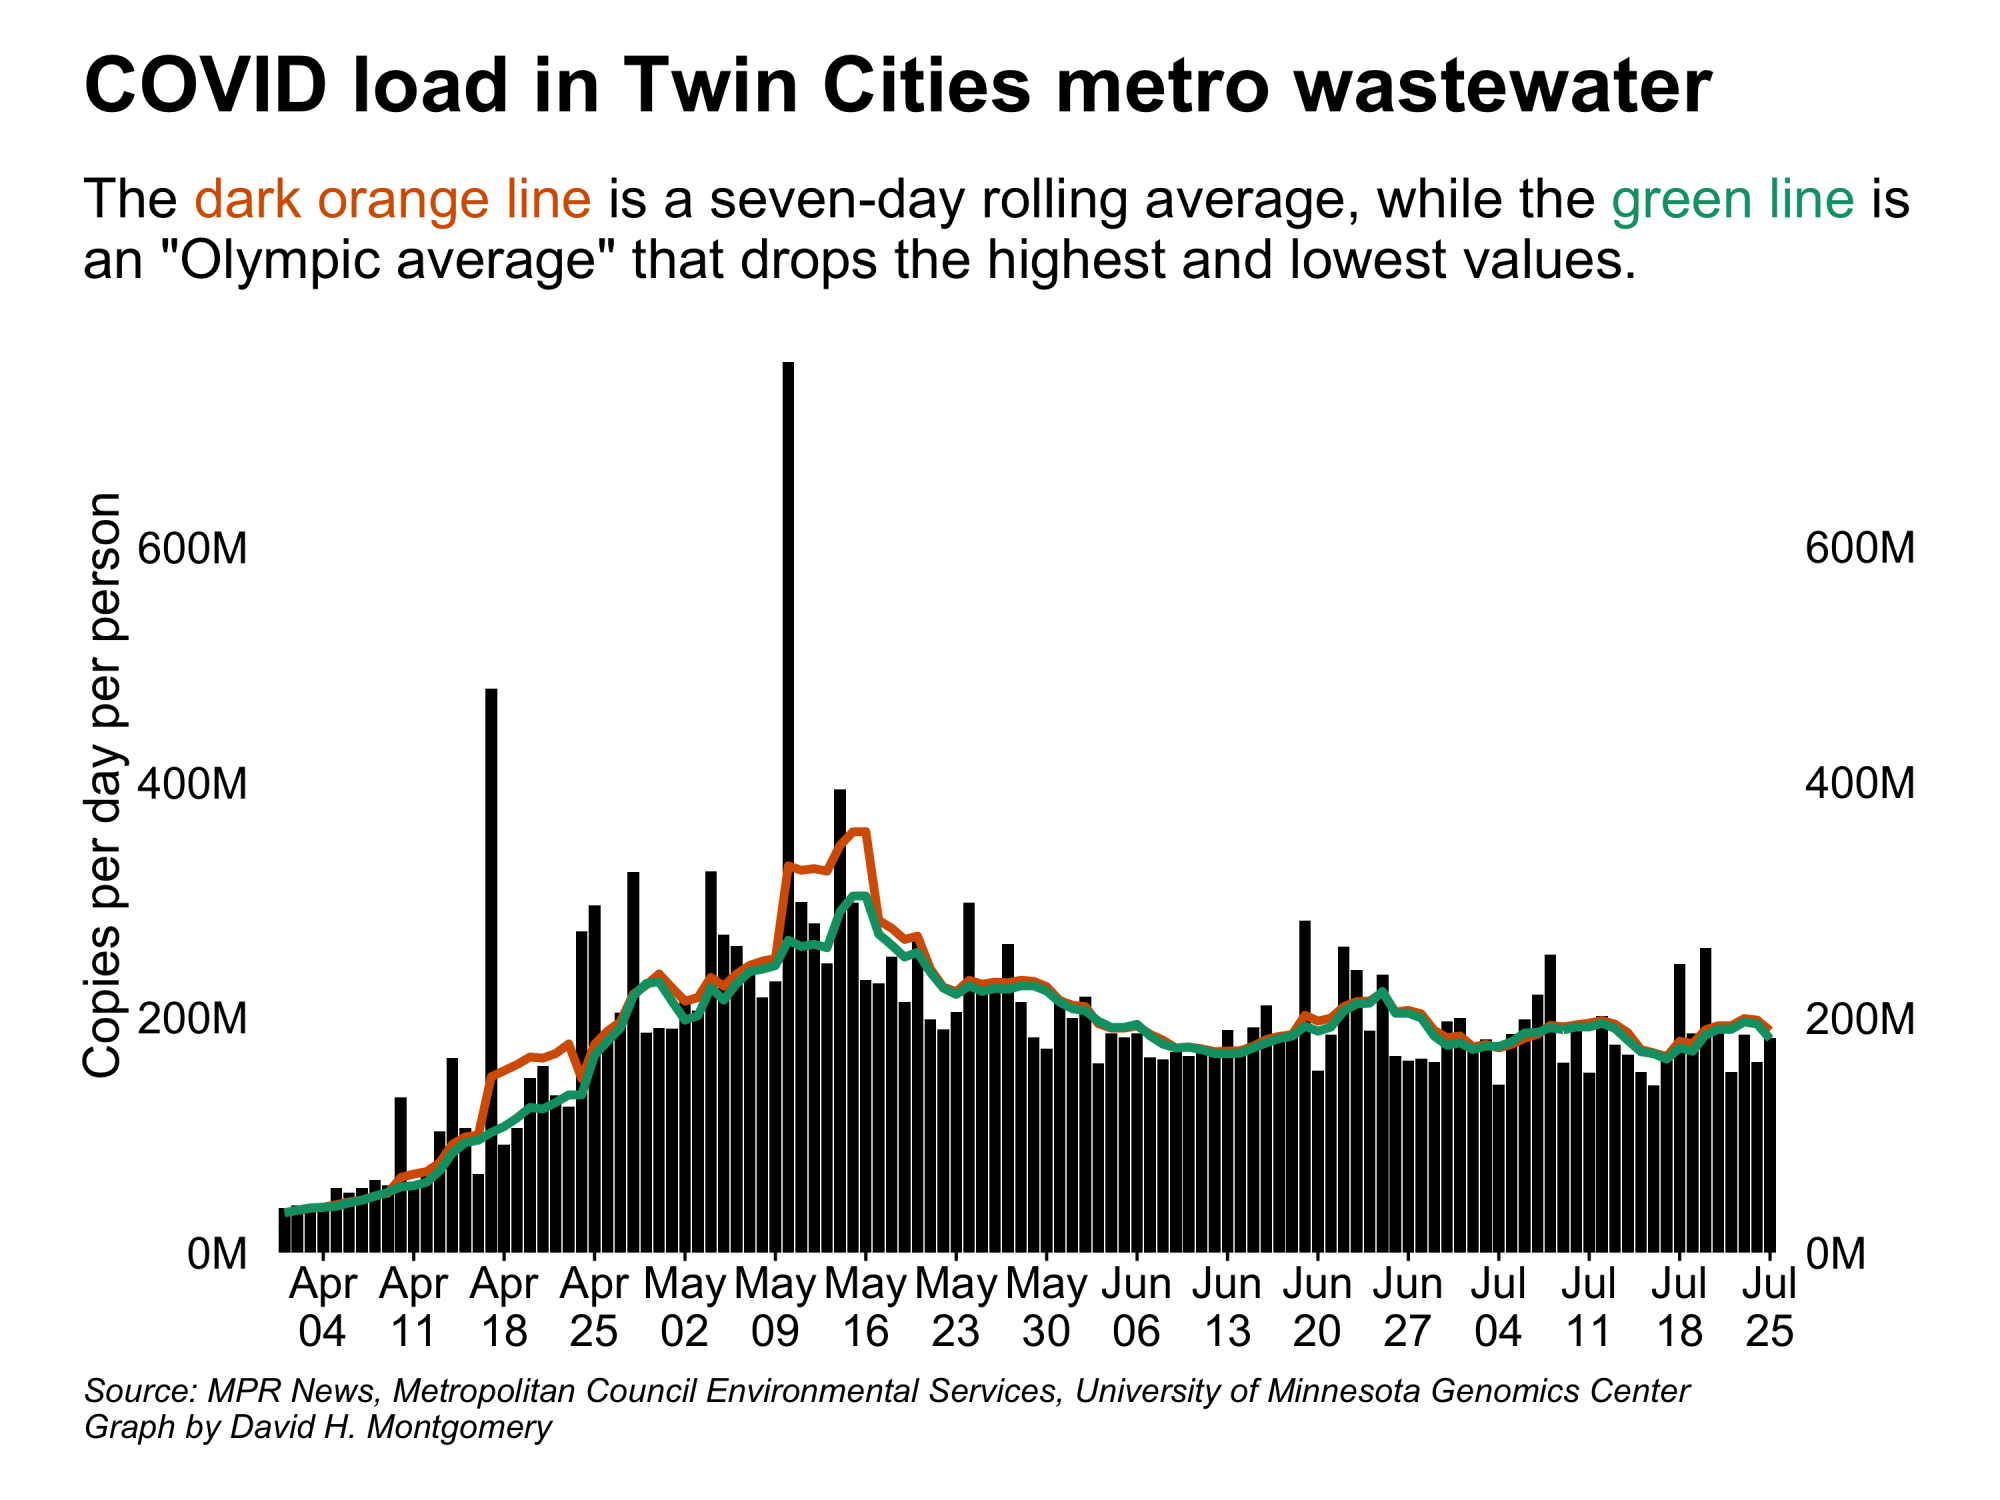 COVID load in Twin Cities metro wastewater
The dark orange line is a seven-day rolling average, while the green line is
an "Olympic average" that drops the highest and lowest values.
Copies per day per person
600M 600M
400M 400M
200M 200M
0M 0M
Apr Apr Apr Apr May May May May May Jun Jun Jun Jun Jul Jul Jul Jul
04 11 18 25 02 09 16 23 30 06 13 20 27 04 11 18 25
Source: MPR News, Metropolitan Council Environmental Services, University of Minnesota Genomics Center
Graph by David H. Montgomery